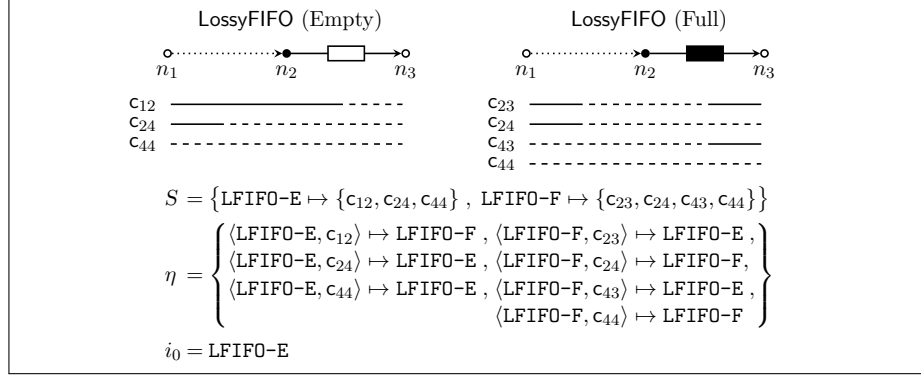 LossyFIFO (Empty) LossyFIFO (Full)
n₁ n₂ n₃ n₁ n₂ n₃
c₁₂ c₂₃
c₂₄ c₂₄
c₄₄ c₄₃
c₄₄
S = {LFIFO-E ↦ {c₁₂, c₂₄, c₄₄} , LFIFO-F ↦ {c₂₃, c₂₄, c₄₃, c₄₄}}
⟨LFIFO-E, c₁₂⟩ ↦ LFIFO-F , ⟨LFIFO-F, c₂₃⟩ ↦ LFIFO-E ,
η = {⟨LFIFO-E, c₂₄⟩ ↦ LFIFO-E , ⟨LFIFO-F, c₂₄⟩ ↦ LFIFO-F, }
⟨LFIFO-E, c₄₄⟩ ↦ LFIFO-E , ⟨LFIFO-F, c₄₃⟩ ↦ LFIFO-E ,
⟨LFIFO-F, c₄₄⟩ ↦ LFIFO-F
i₀ = LFIFO-E